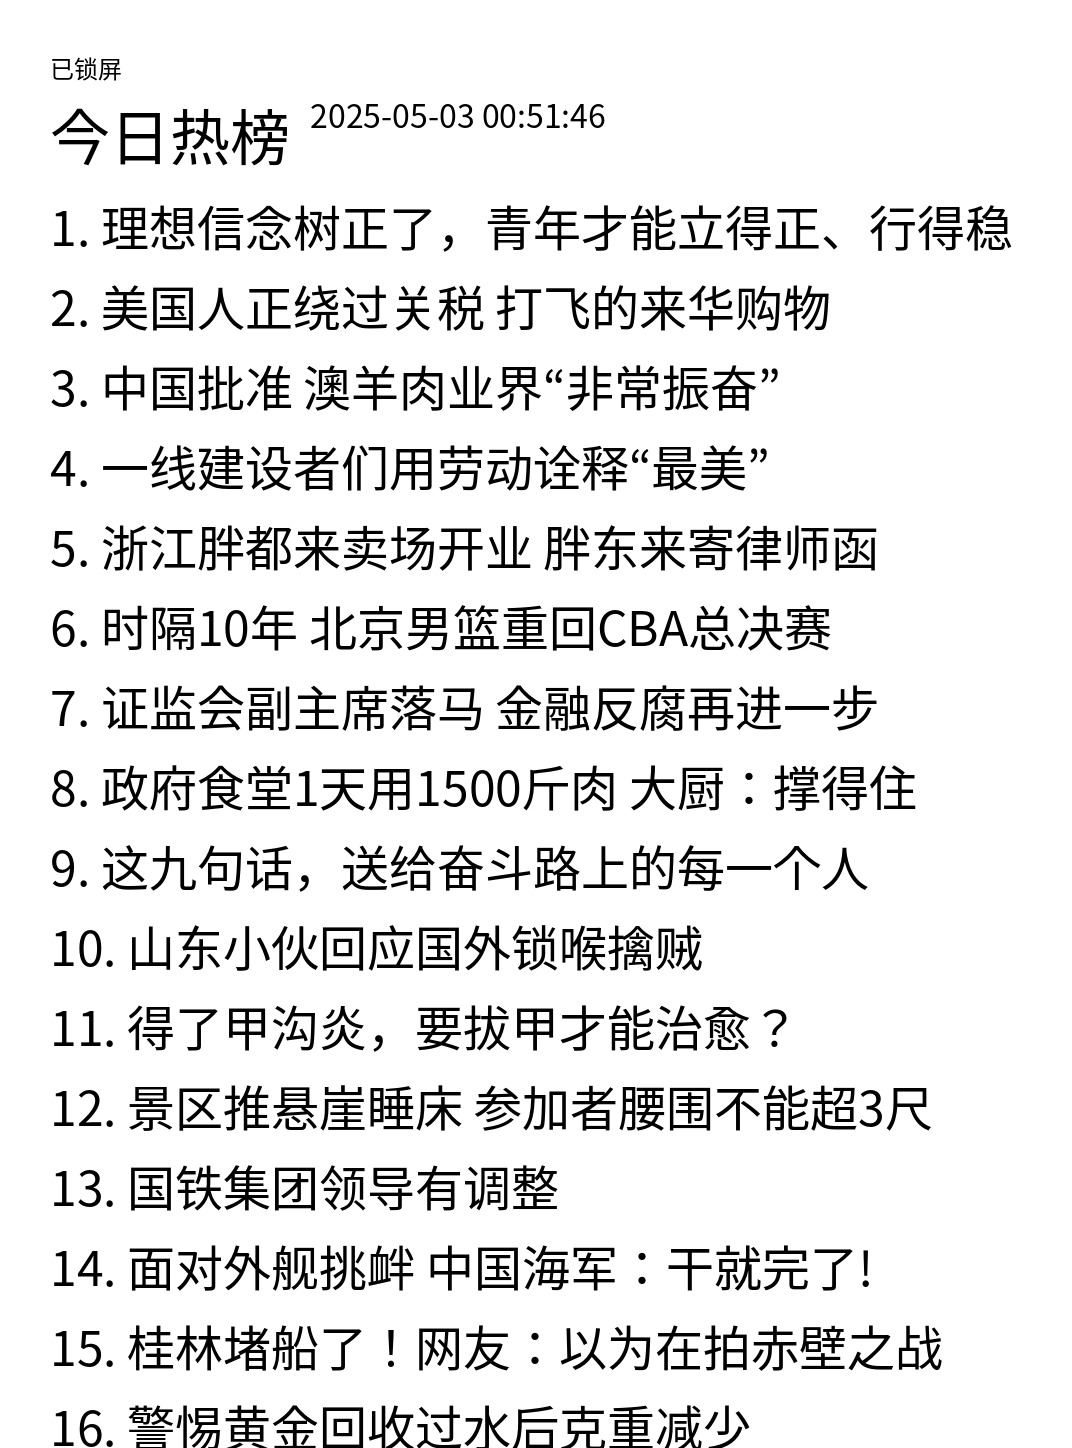 已锁屏
今日热榜 2025-05-03 00:51:46
1. 理想信念树正了，青年才能立得正、行得稳
2. 美国人正绕过关税 打飞的来华购物
3. 中国批准 澳羊肉业界“非常振奋”
4. 一线建设者们用劳动诠释“最美”
5. 浙江胖都来卖场开业 胖东来寄律师函
6. 时隔10年 北京男篮重回CBA总决赛
7. 证监会副主席落马 金融反腐再进一步
8. 政府食堂1天用1500斤肉 大厨：撑得住
9. 这九句话，送给奋斗路上的每一个人
10. 山东小伙回应国外锁喉擒贼
11. 得了甲沟炎，要拔甲才能治愈？
12. 景区推悬崖睡床 参加者腰围不能超3尺
13. 国铁集团领导有调整
14. 面对外舰挑衅 中国海军：干就完了!
15. 桂林堵船了！网友：以为在拍赤壁之战
16. 警惕黄金回收过水后克重减少